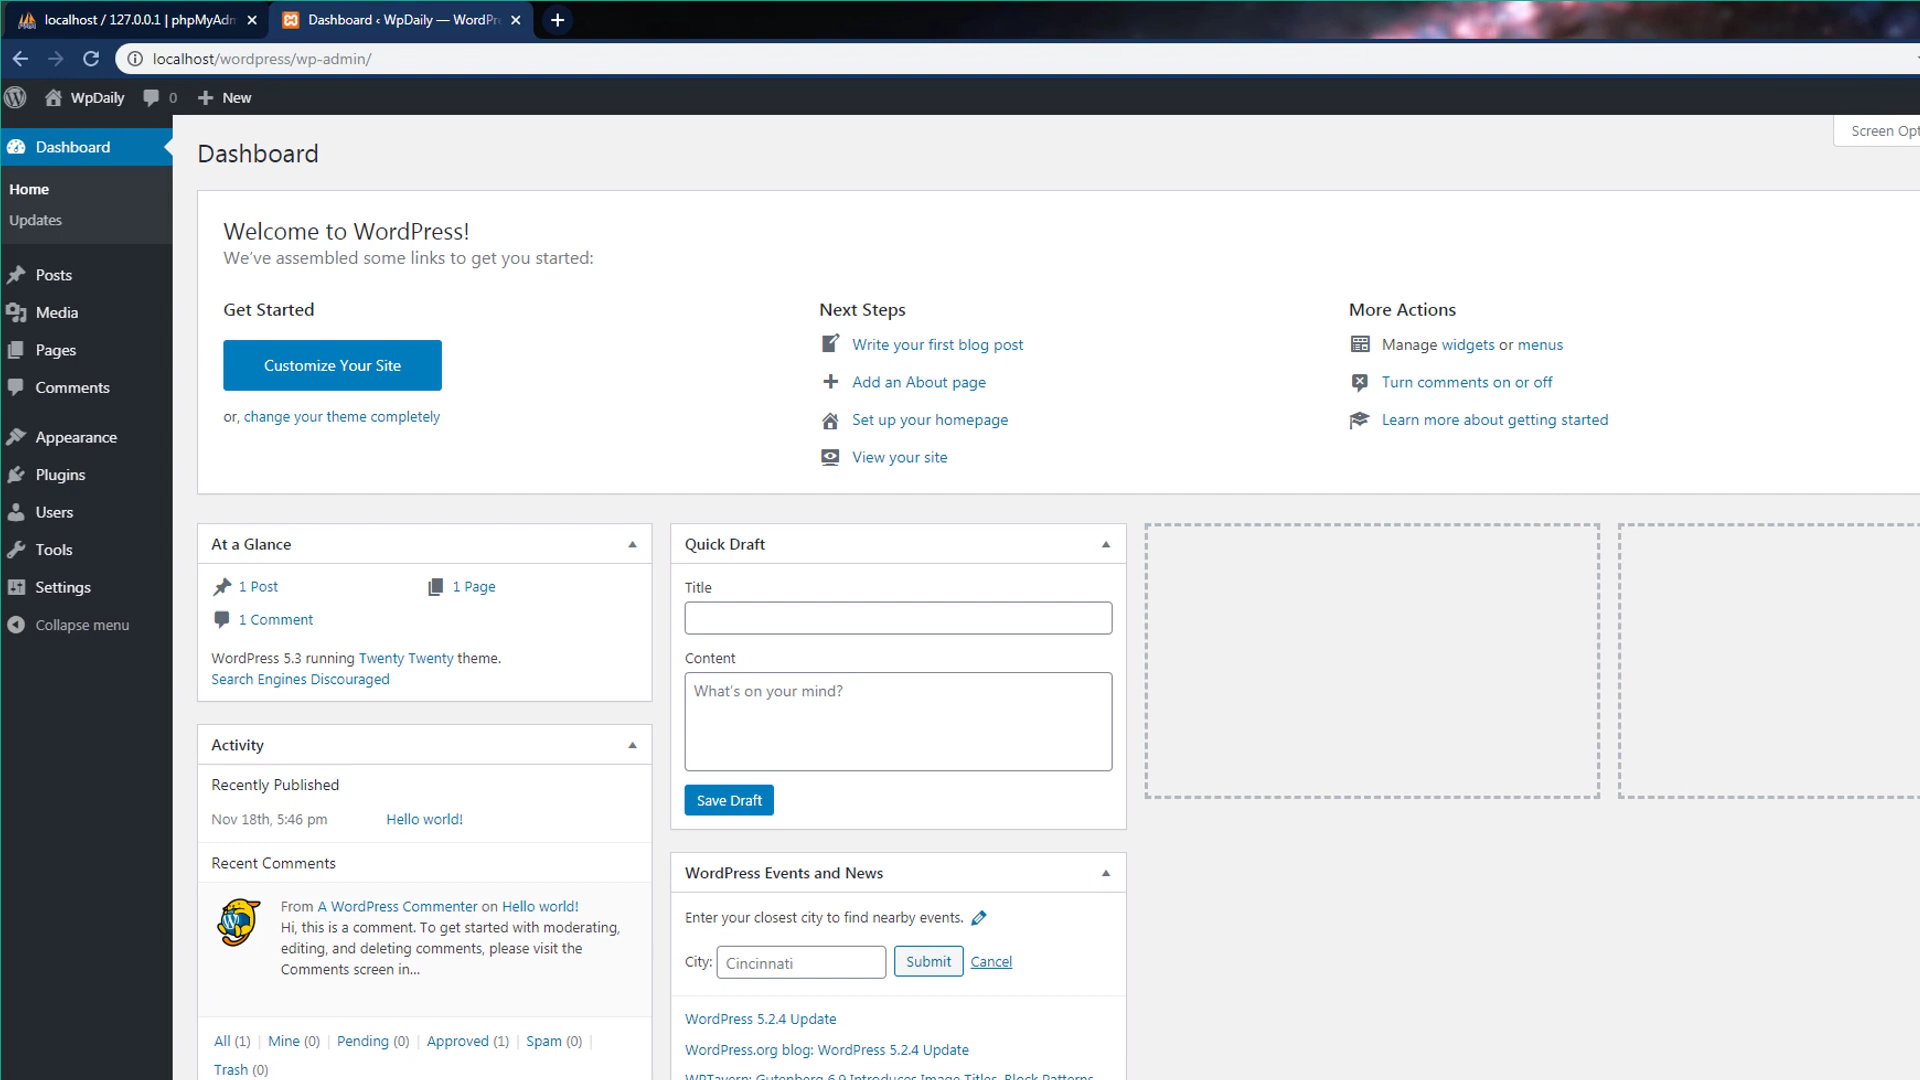 localhost / 127.0.0.1 | phpMyAdm
Dashboard ‹ WpDaily — WordPre
localhost/wordpress/wp-admin/
WpDaily 0 New
Screen Opt
Dashboard
Home
Updates
Posts
Media
Pages
Comments
Appearance
Plugins
Users
Tools
Settings
Collapse menu
Dashboard
Welcome to WordPress!
We've assembled some links to get you started:
Get Started
Customize Your Site
or, change your theme completely
Next Steps
Write your first blog post
Add an About page
Set up your homepage
View your site
More Actions
Manage widgets or menus
Turn comments on or off
Learn more about getting started
At a Glance
1 Post
1 Page
1 Comment
WordPress 5.3 running Twenty Twenty theme.
Search Engines Discouraged
Activity
Recently Published
Nov 18th, 5:46 pm Hello world!
Recent Comments
From A WordPress Commenter on Hello world!
Hi, this is a comment. To get started with moderating,
editing, and deleting comments, please visit the
Comments screen in...
All (1) | Mine (0) | Pending (0) | Approved (1) | Spam (0) |
Trash (0)
Quick Draft
Title
Content
What's on your mind?
Save Draft
WordPress Events and News
Enter your closest city to find nearby events.
City: Cincinnati Submit Cancel
WordPress 5.2.4 Update
WordPress.org blog: WordPress 5.2.4 Update
WPTavern: Gutenberg 6.9 Introduces Image Titles, Block Patterns